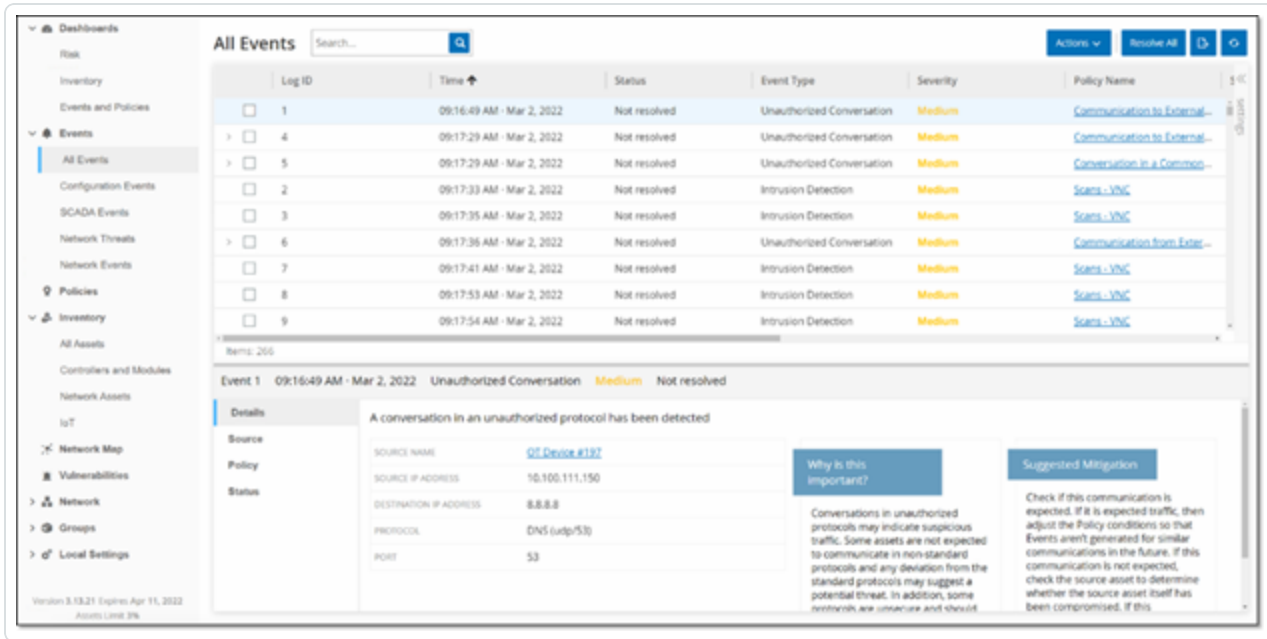 Dashboards
Risk
Inventory
Events and Policies
Events
All Events
Configuration Events
SCADA Events
Network Threats
Network Events
Policies
Inventory
All Assets
Controllers and Modules
Network Assets
IoT
Network Map
Vulnerabilities
Network
Groups
Local Settings
Version 3.13.21 Expires Apr 11, 2022
Assets Limit 3%
All Events Search... Actions Resolve All
Log ID Time Status Event Type Severity Policy Name
Settings
1 09:16:49 AM · Mar 2, 2022 Not resolved Unauthorized Conversation Medium Communication to External...
4 09:17:29 AM · Mar 2, 2022 Not resolved Unauthorized Conversation Medium Communication to External...
5 09:17:29 AM · Mar 2, 2022 Not resolved Unauthorized Conversation Medium Conversation in a Common...
2 09:17:33 AM · Mar 2, 2022 Not resolved Intrusion Detection Medium Scans - VNC
3 09:17:35 AM · Mar 2, 2022 Not resolved Intrusion Detection Medium Scans - VNC
6 09:17:36 AM · Mar 2, 2022 Not resolved Unauthorized Conversation Medium Communication from Exter...
7 09:17:41 AM · Mar 2, 2022 Not resolved Intrusion Detection Medium Scans - VNC
8 09:17:53 AM · Mar 2, 2022 Not resolved Intrusion Detection Medium Scans - VNC
9 09:17:54 AM · Mar 2, 2022 Not resolved Intrusion Detection Medium Scans - VNC
Items: 266
Event 1 09:16:49 AM · Mar 2, 2022 Unauthorized Conversation Medium Not resolved
Details
Source
Policy
Status
A conversation in an unauthorized protocol has been detected
SOURCE NAME OT Device #197
SOURCE IP ADDRESS 10.100.111.150
DESTINATION IP ADDRESS 8.8.8.8
PROTOCOL DNS (udp/53)
PORT 53
Why is this
important?
Conversations in unauthorized
protocols may indicate suspicious
traffic. Some assets are not expected
to communicate in non-standard
protocols and any deviation from the
standard protocols may suggest a
potential threat. In addition, some
protocols are unsecure and should
Suggested Mitigation
Check if this communication is
expected. If it is expected traffic, then
adjust the Policy conditions so that
Events aren't generated for similar
communications in the future. If this
communication is not expected,
check the source asset to determine
whether the source asset itself has
been compromised. If this